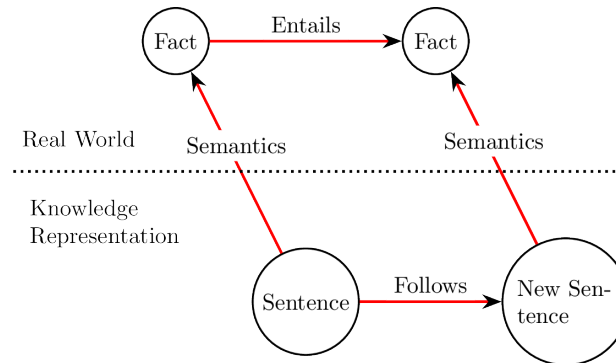 Entails
Fact
Fact
Real World
Semantics
Semantics
Knowledge
Representation
Sentence
Follows
New Sen-
tence